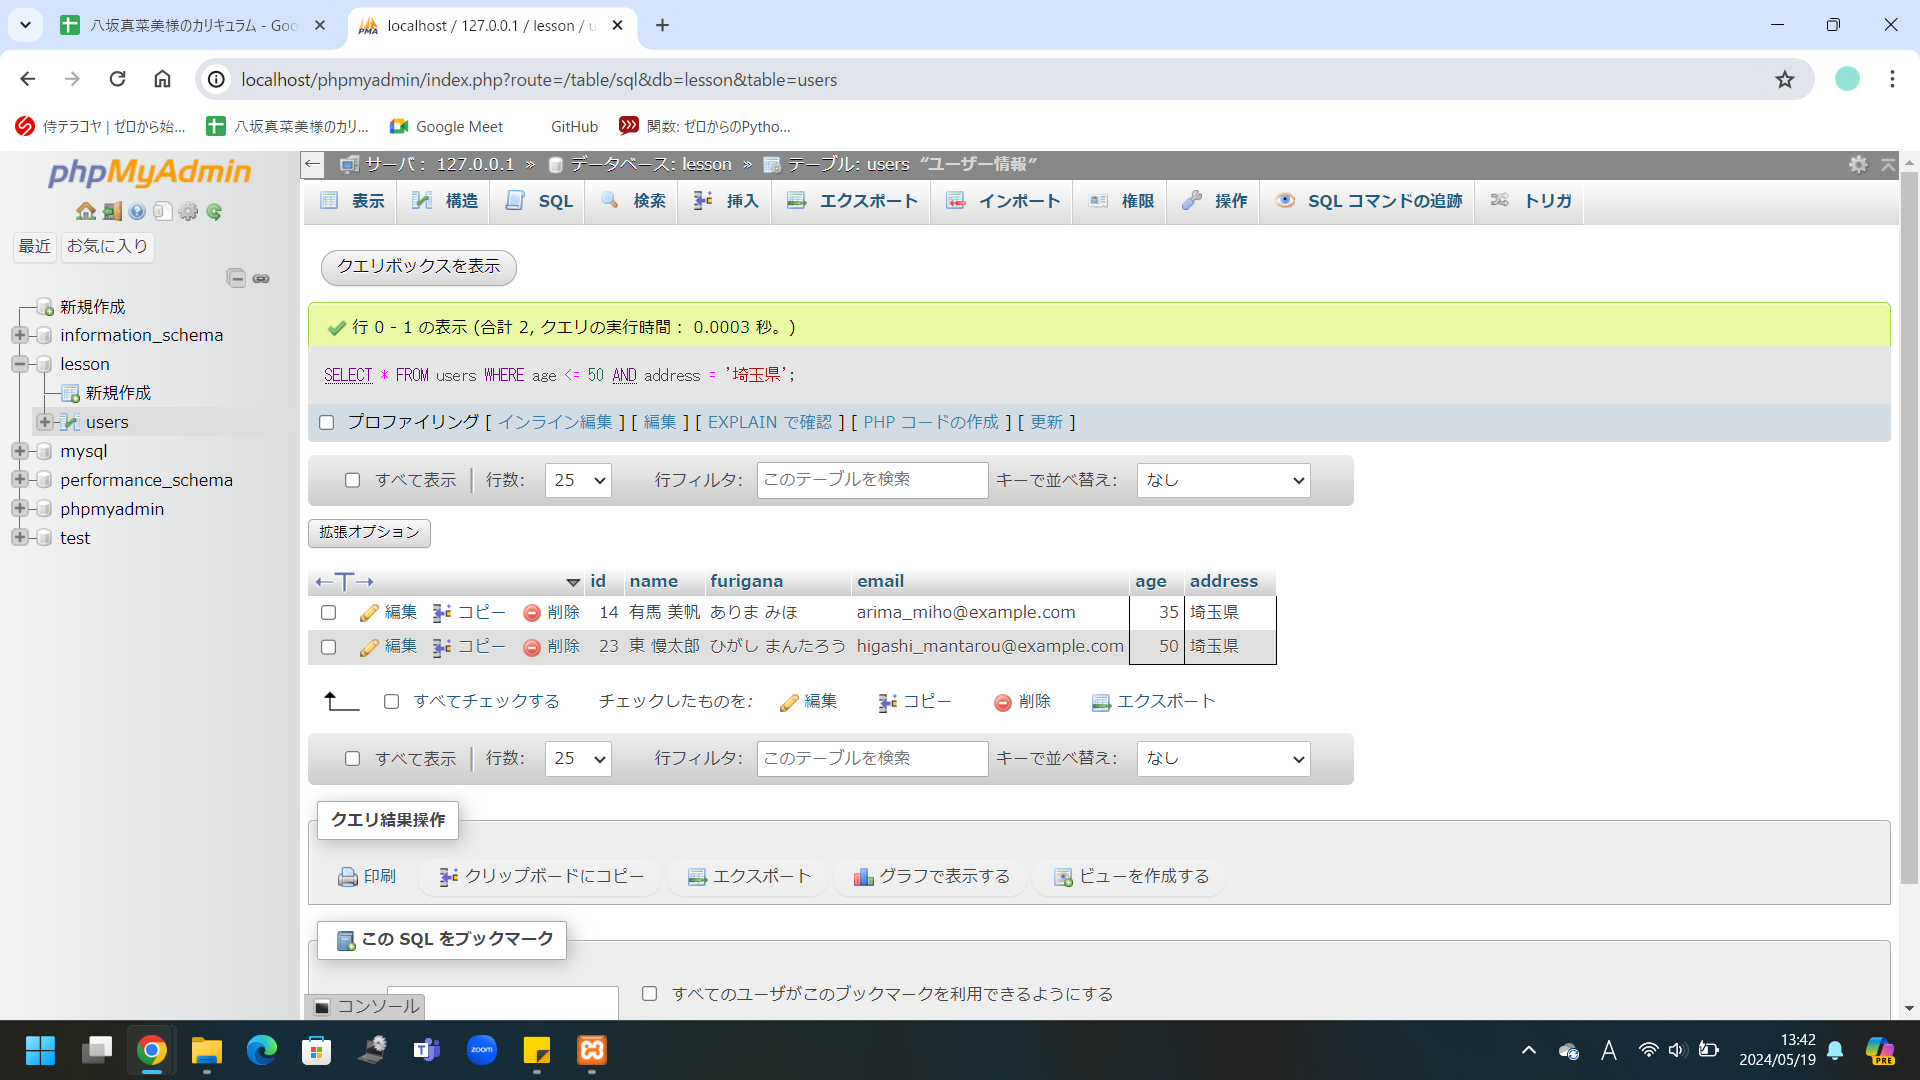 八坂真菜美様のカリキュラム - Goo
localhost / 127.0.0.1 / lesson / u
localhost/phpmyadmin/index.php?route=/table/sql&db=lesson&table=users
侍テラコヤ | ゼロから始...
八坂真菜美様のカリ...
Google Meet
GitHub
関数: ゼロからのPytho...
phpMyAdmin
最近
お気に入り
新規作成
information_schema
lesson
新規作成
users
mysql
performance_schema
phpmyadmin
test
サーバ： 127.0.0.1 » データベース: lesson » テーブル: users “ユーザー情報”
表示 構造 SQL 検索 挿入 エクスポート インポート 権限 操作 SQL コマンドの追跡 トリガ
クエリボックスを表示
行 0 - 1 の表示 (合計 2, クエリの実行時間： 0.0003 秒。)
SELECT * FROM users WHERE age <= 50 AND address = '埼玉県';
プロファイリング [ インライン編集 ] [ 編集 ] [ EXPLAIN で確認 ] [ PHP コードの作成 ] [ 更新 ]
すべて表示 行数: 25 行フィルタ: このテーブルを検索 キーで並べ替え: なし
拡張オプション
id name furigana email age address
編集 コピー 削除 14 有馬 美帆 ありま みほ arima_miho@example.com 35 埼玉県
編集 コピー 削除 23 東 慢太郎 ひがし まんたろう higashi_mantarou@example.com 50 埼玉県
すべてチェックする チェックしたものを: 編集 コピー 削除 エクスポート
すべて表示 行数: 25 行フィルタ: このテーブルを検索 キーで並べ替え: なし
クエリ結果操作
印刷 クリップボードにコピー エクスポート グラフで表示する ビューを作成する
この SQL をブックマーク
すべてのユーザがこのブックマークを利用できるようにする
コンソール
zoom
A
13:42
2024/05/19
PRE